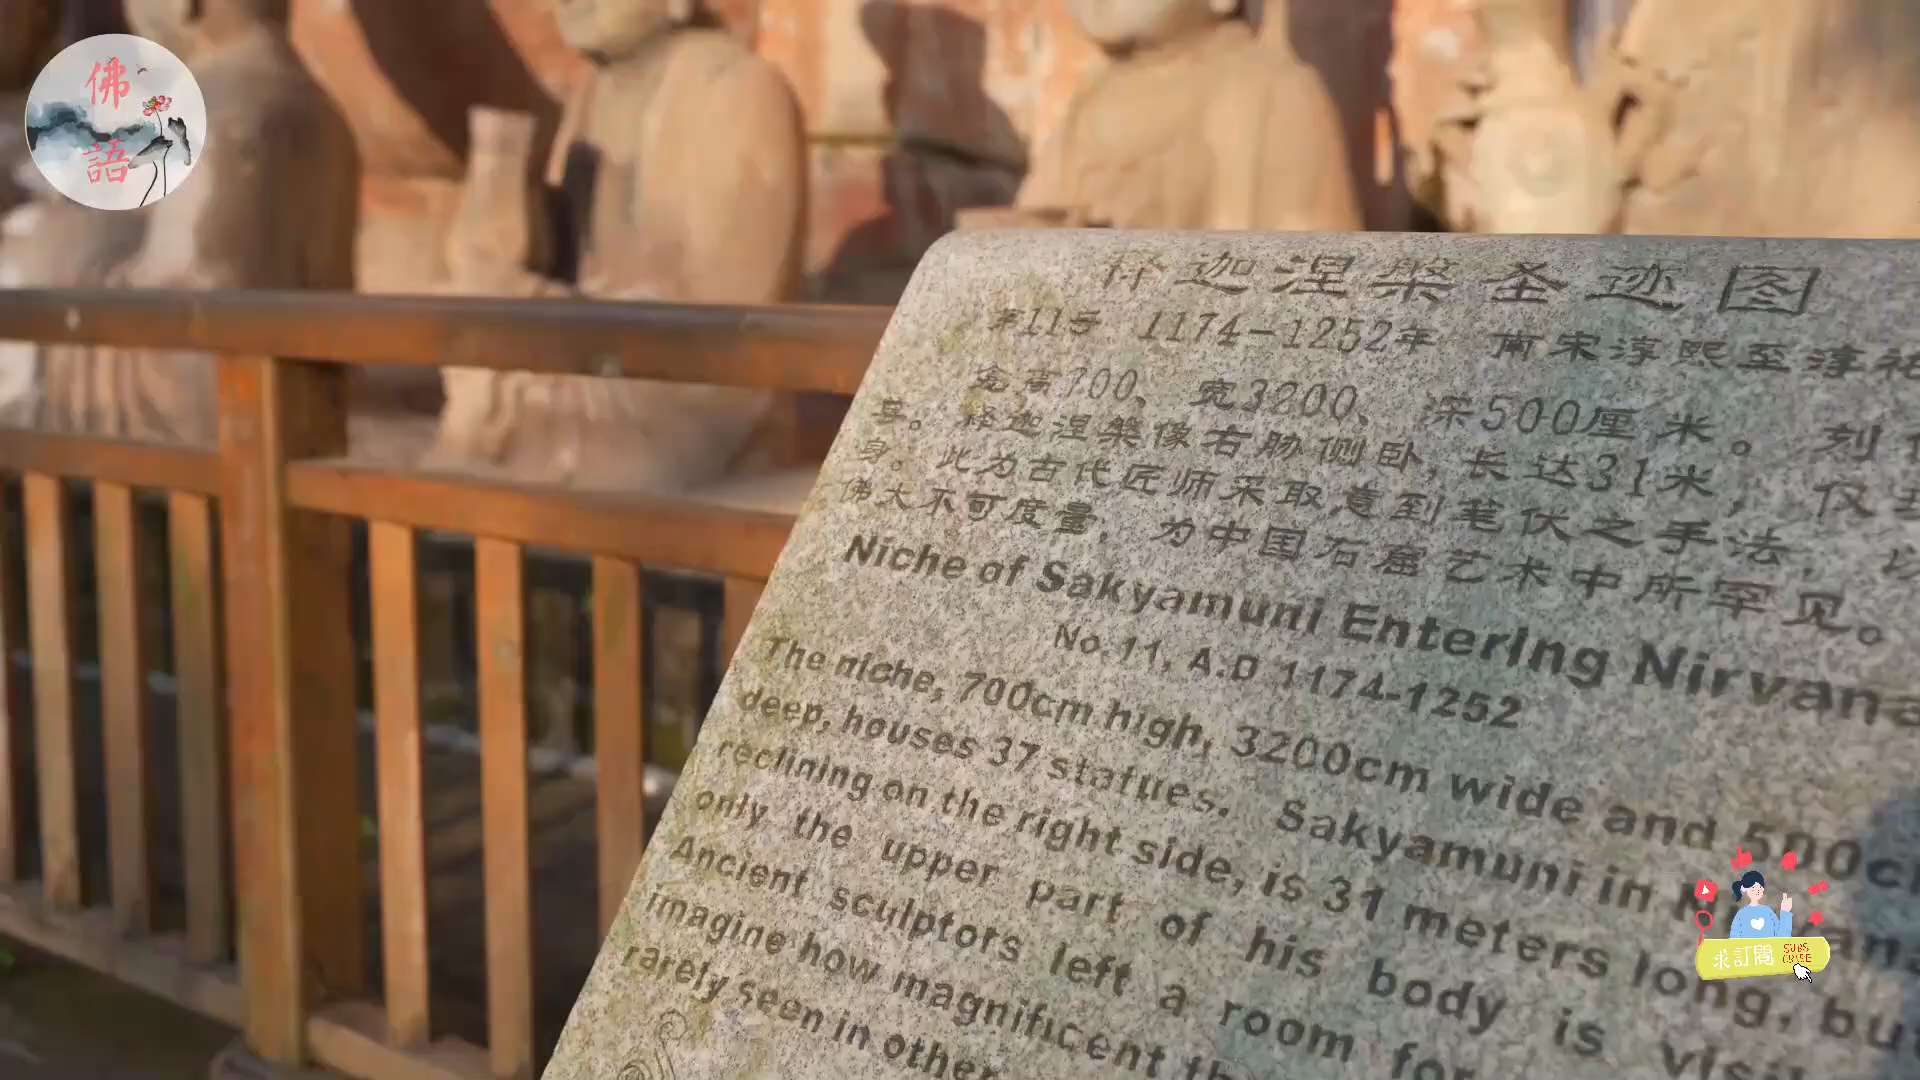 佛
語
释迦涅槃圣迹图
第11号 1174-1252年 南宋淳熙至淳祐
龛高700、宽3200、深500厘米。刻
。释迦涅槃像右胁侧卧,长达31米,仅
身。此为古代匠师采取意到笔伏之手法,以
佛大不可度量,为中国石窟艺术中所罕见。
Niche of Sakyamuni Entering Nirvana
No.11, A.D 1174-1252
The niche, 700cm high, 3200cm wide and 500c
deep, houses 37 statues. Sakyamuni in
reclining on the right side, is 31 meters long, but
only the upper part of his body is
Ancient sculptors left a room for
imagine how magnificent
rarely seen in other
求訂閱 SUBSCRIBE